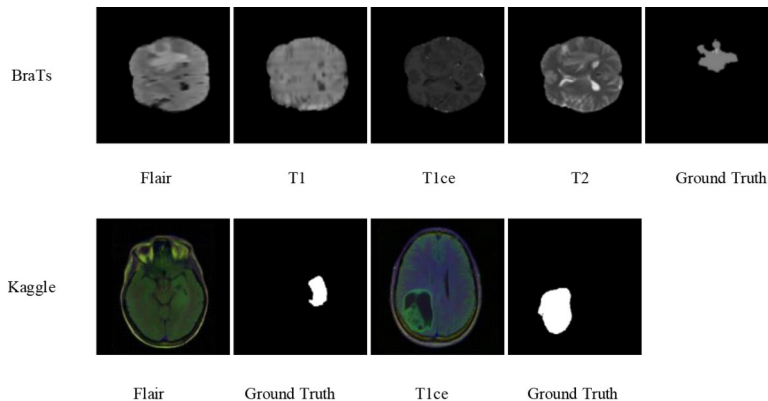 BraTs
Flair T1 T1ce T2 Ground Truth
Kaggle
Flair Ground Truth T1ce Ground Truth